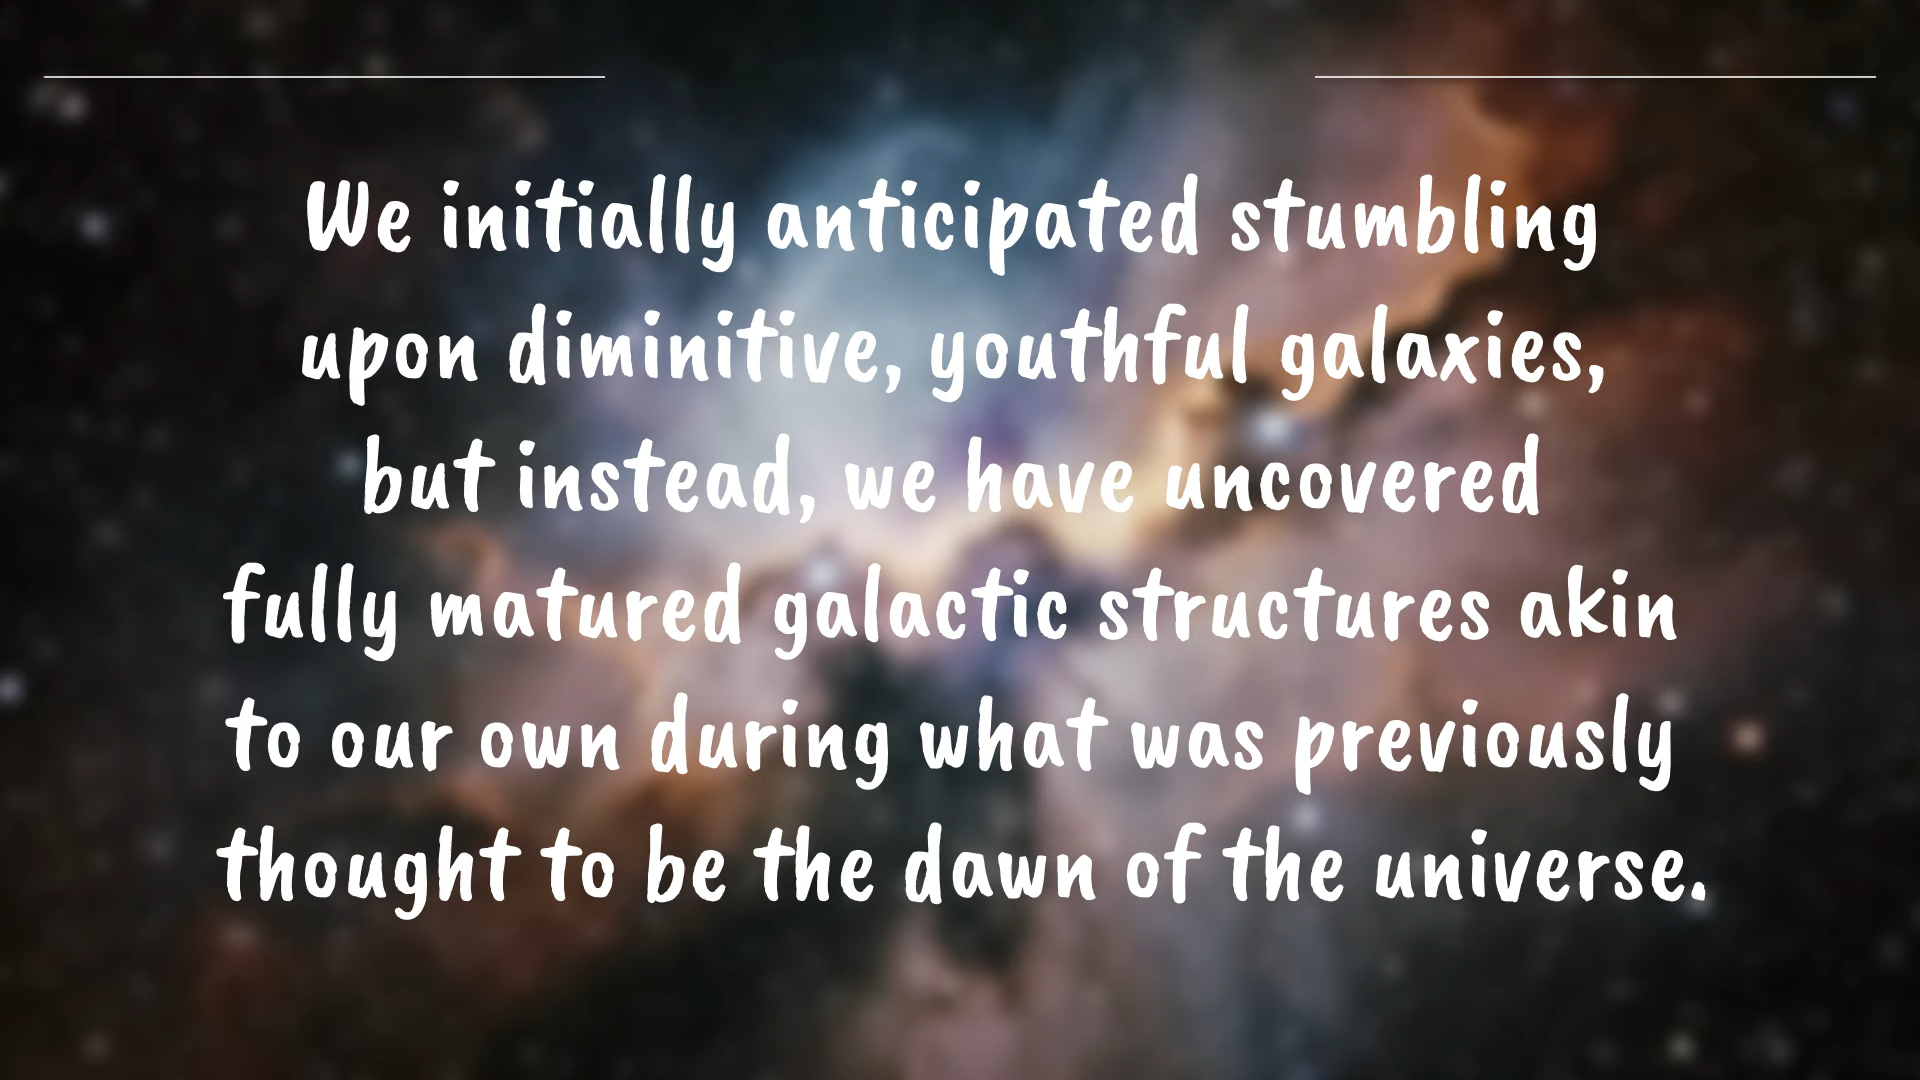 We initially anticipated stumbling
upon diminitive, youthful galaxies,
but instead, we have uncovered
fully matured galactic structures akin
to our own during what was previously
thought to be the dawn of the universe.